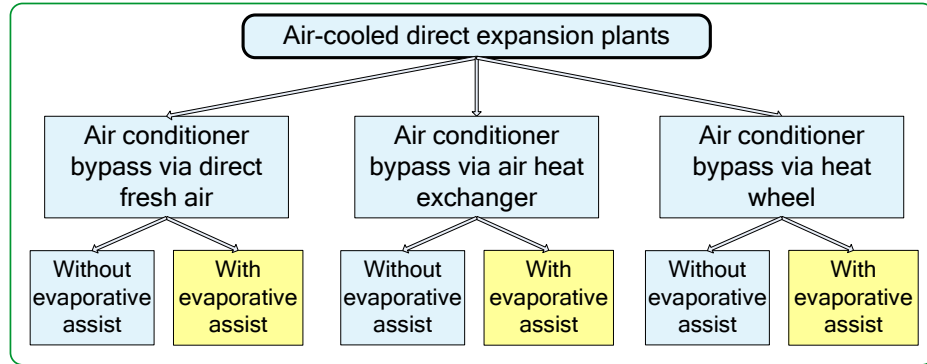 Air-cooled direct expansion plants
Air conditioner
bypass via direct
fresh air
Air conditioner
bypass via air heat
exchanger
Air conditioner
bypass via heat
wheel
Without
evaporative
assist
With
evaporative
assist
Without
evaporative
assist
With
evaporative
assist
Without
evaporative
assist
With
evaporative
assist